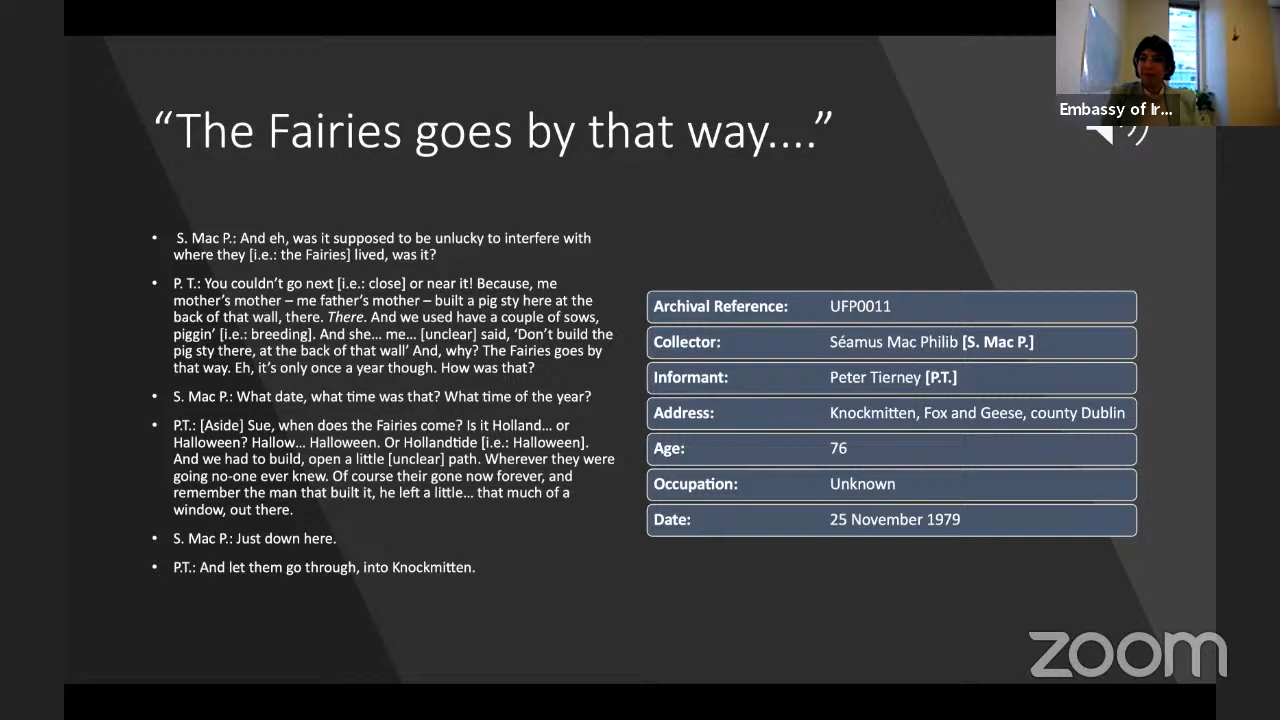 Embassy of Ir...
“The Fairies goes by that way....”
S. Mac P.: And eh, was it supposed to be unlucky to interfere with
where they [i.e.: the Fairies] lived, was it?
P. T.: You couldn’t go next [i.e.: close] or near it! Because, me
mother’s mother – me father’s mother – built a pig sty here at the
back of that wall, there. There. And we used have a couple of sows,
piggin’ [i.e.: breeding]. And she... me... [unclear] said, ‘Don’t build the
pig sty there, at the back of that wall’ And, why? The Fairies goes by
that way. Eh, it’s only once a year though. How was that?
S. Mac P.: What date, what time was that? What time of the year?
P.T.: [Aside] Sue, when does the Fairies come? Is it Holland... or
Halloween? Hallow... Halloween. Or Hollandtide [i.e.: Halloween].
And we had to build, open a little [unclear] path. Wherever they were
going no-one ever knew. Of course their gone now forever, and
remember the man that built it, he left a little... that much of a
window, out there.
S. Mac P.: Just down here.
P.T.: And let them go through, into Knockmitten.
Archival Reference: UFP0011
Collector: Séamus Mac Philib [S. Mac P.]
Informant: Peter Tierney [P.T.]
Address: Knockmitten, Fox and Geese, county Dublin
Age: 76
Occupation: Unknown
Date: 25 November 1979
zoom